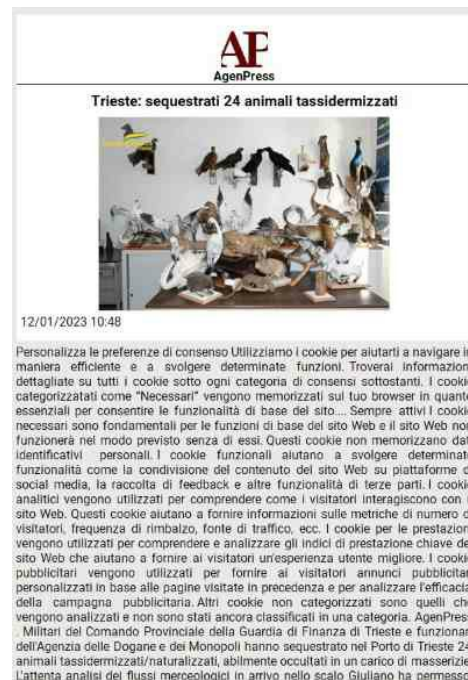 AP
AgenPress
Trieste: sequestrati 24 animali tassidermizzati
12/01/2023 10:48
Personalizza le preferenze di consenso Utilizziamo i cookie per aiutarti a navigare in
maniera efficiente e a svolgere determinate funzioni. Troverai informazioni
dettagliate su tutti i cookie sotto ogni categoria di consensi sottostanti. I cookie
categorizzatati come "Necessari" vengono memorizzati sul tuo browser in quanto
essenziali per consentire le funzionalità di base del sito.... Sempre attivi I cookie
necessari sono fondamentali per le funzioni di base del sito Web e il sito Web non
funzionerà nel modo previsto senza di essi. Questi cookie non memorizzano dati
identificativi personali. I cookie funzionali aiutano a svolgere determinate
funzionalità come la condivisione del contenuto del sito Web su piattaforme di
social media, la raccolta di feedback e altre funzionalità di terze parti. I cookie
analitici vengono utilizzati per comprendere come i visitatori interagiscono con
sito Web. Questi cookie aiutano a fornire informazioni sulle metriche di numero di
visitatori, frequenza di rimbalzo, fonte di traffico, ecc. I cookie per le prestazioni
vengono utilizzati per comprendere e analizzare gli indici di prestazione chiave del
sito Web che aiutano a fornire ai visitatori un'esperienza utente migliore. I cookie
pubblicitari vengono utilizzati per fornire ai visitatori annunci pubblicitari
personalizzati in base alle pagine visitate in precedenza e per analizzare l'efficacia
della campagna pubblicitaria. Altri cookie non categorizzati sono quelli che
vengono analizzati e non sono stati ancora classificati in una categoria. AgenPress
. Militari del Comando Provinciale della Guardia di Finanza di Trieste e funzionari
dell'Agenzia delle Dogane e dei Monopoli hanno sequestrato nel Porto di Trieste 24
animali tassidermizzati/naturalizzati, abilmente occultati in un carico di masserizie.
L'attenta analisi dei flussi merceologici in arrivo nello scalo Giuliano ha permesso